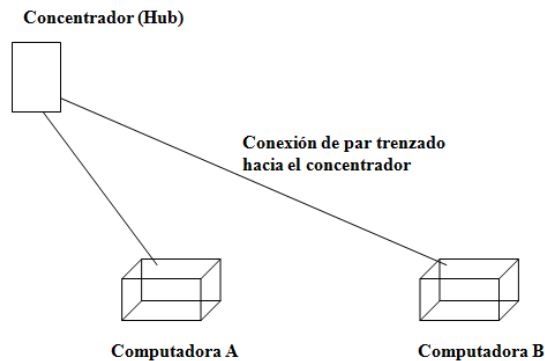 Concentrador (Hub)
Conexión de par trenzado
hacia el concentrador
Computadora A
Computadora B